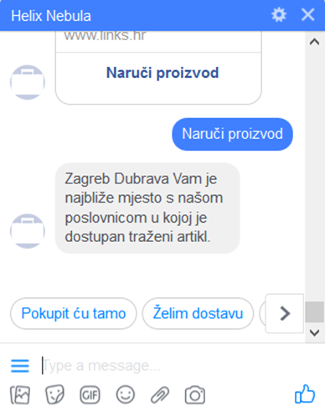 Helix Nebula
www.links.hr
Naruči proizvod
Naruči proizvod
Zagreb Dubrava Vam je
najbliže mjesto s našom
poslovnicom u kojoj je
dostupan traženi artikl.
Pokupit ću tamo
Želim dostavu
Type a message...
GIF